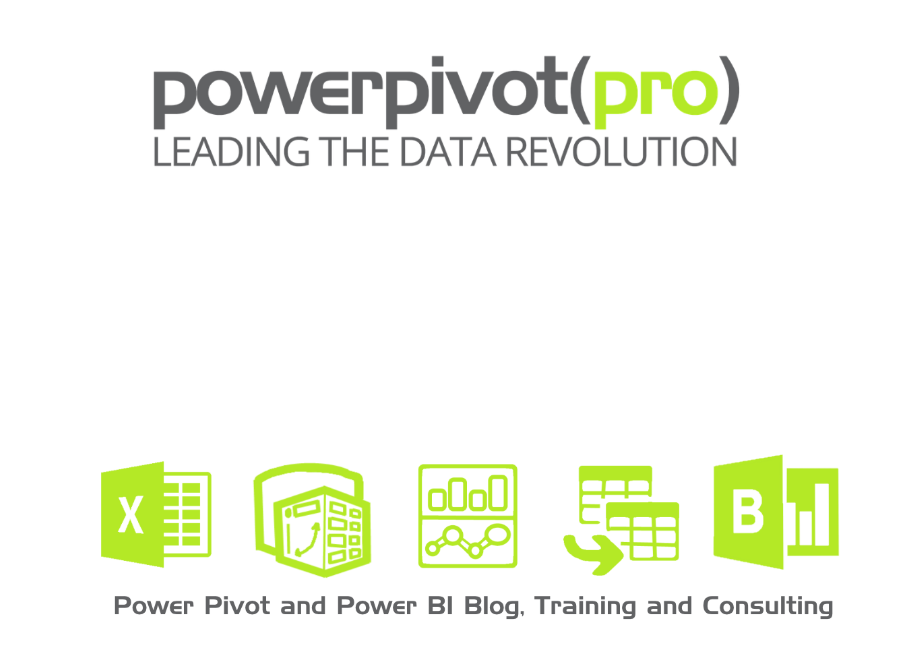 powerpivot(pro)
LEADING THE DATA REVOLUTION
X
B
Power Pivot and Power BI Blog, Training and Consulting